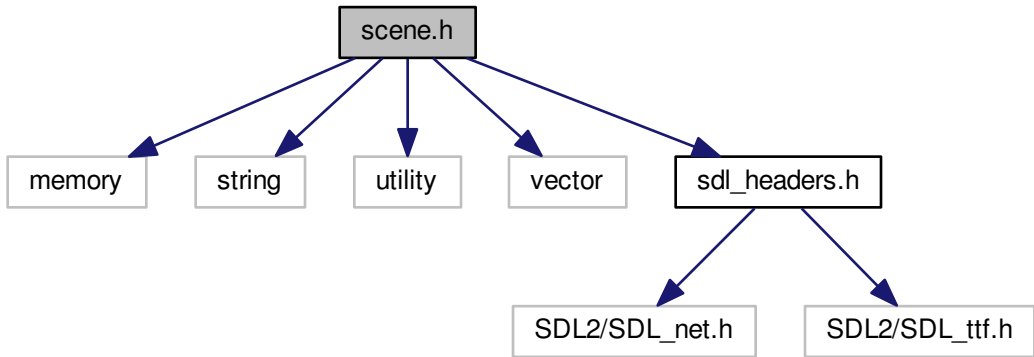 scene.h
memory
string
utility
vector
sdl_headers.h
SDL2/SDL_net.h
SDL2/SDL_ttf.h